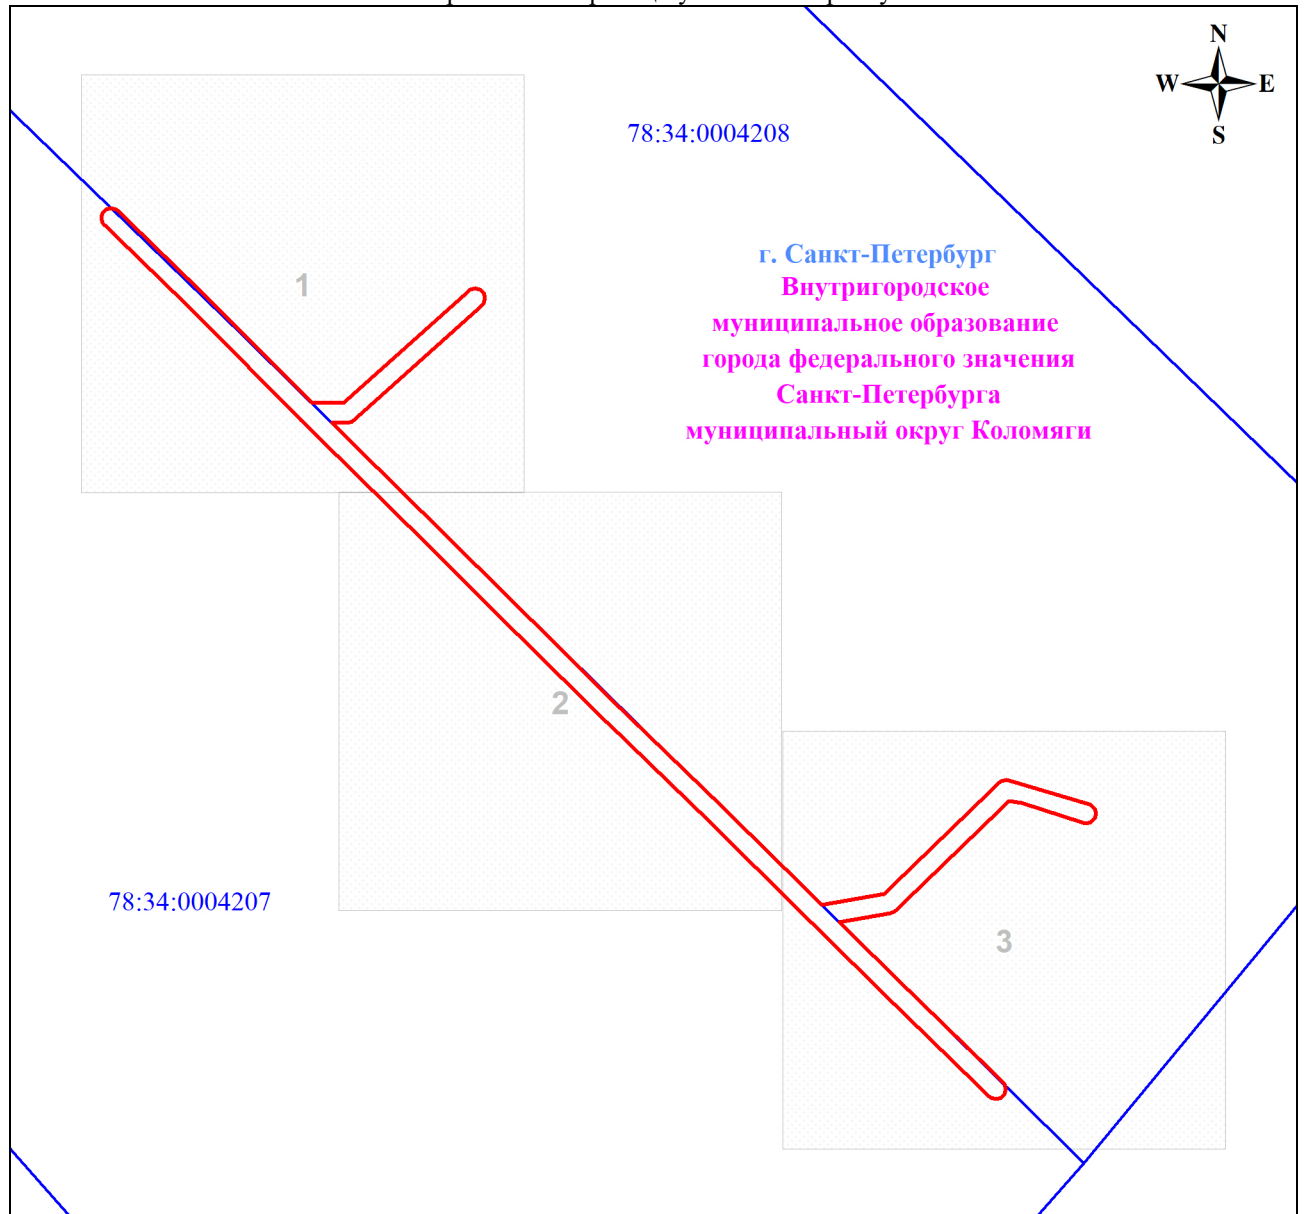 N
W E
S
78:34:0004208
г. Санкт-Петербург
Внутригородское
муниципальное образование
города федерального значения
Санкт-Петербурга
муниципальный округ Коломяги
1
2
78:34:0004207
3